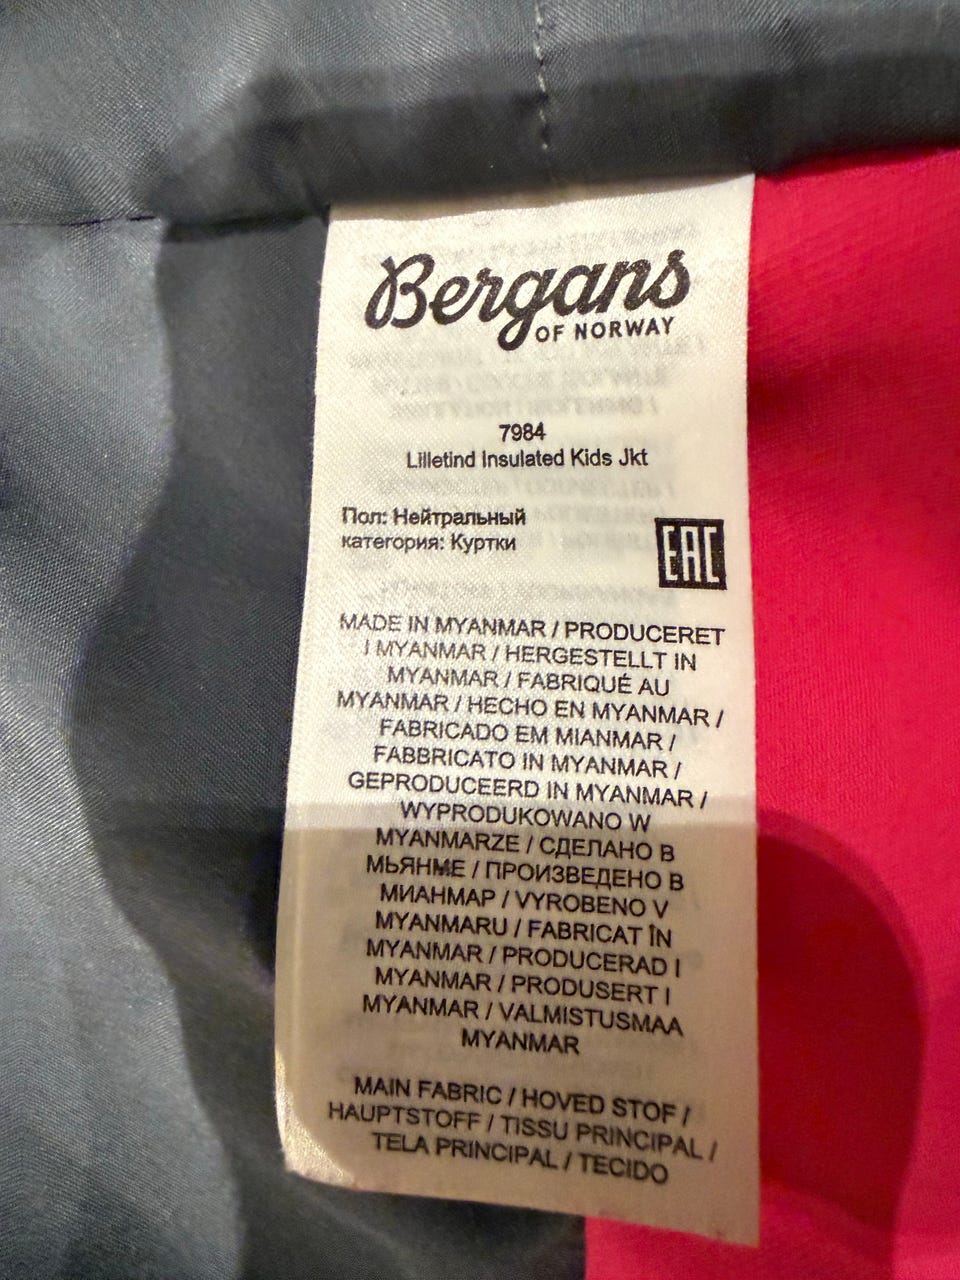 Bergans
OF NORWAY
7984
Lilletind Insulated Kids Jkt
Пол: Нейтральный
категория: Куртки
EAC
MADE IN MYANMAR / PRODUCERET
I MYANMAR / HERGESTELLT IN
MYANMAR / FABRIQUÉ AU
MYANMAR / HECHO EN MYANMAR /
FABRICADO EM MIANMAR /
FABBRICATO IN MYANMAR /
GEPRODUCEERD IN MYANMAR /
WYPRODUKOWANO W
MYANMARZE / СДЕЛАНО В
МЬЯНМЕ / ПРОИЗВЕДЕНО В
МИАНМАР / VYROBENO V
MYANMARU / FABRICAT ÎN
MYANMAR / PRODUCERAD I
MYANMAR / PRODUSERT I
MYANMAR / VALMISTUSMAA
MYANMAR
MAIN FABRIC / HOVED STOF /
HAUPTSTOFF / TISSU PRINCIPAL /
TELA PRINCIPAL / TECIDO